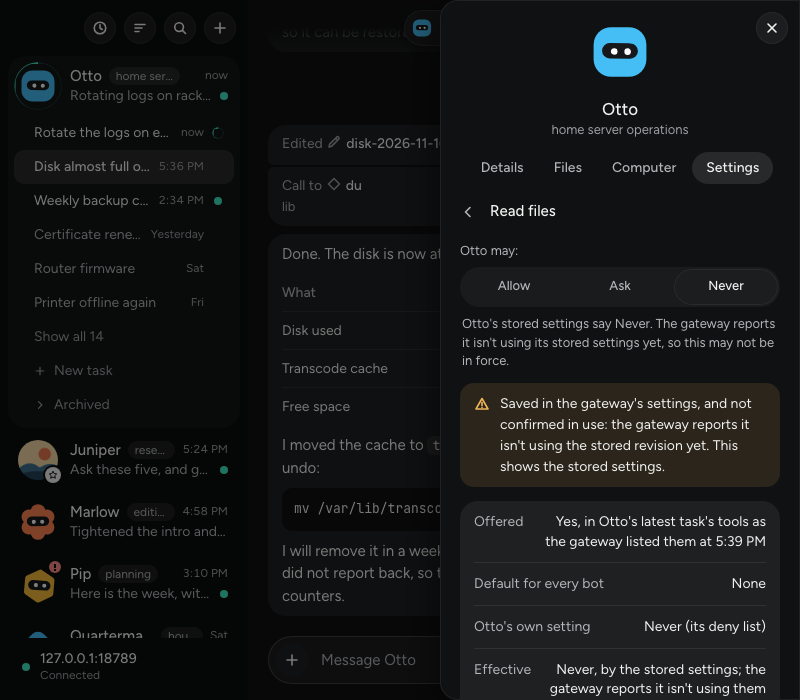 Otto
home ser...
now
Rotating logs on rack...
Rotate the logs on e...
now
Disk almost full o...
5:36 PM
Weekly backup c...
2:34 PM
Certificate rene...
Yesterday
Router firmware
Sat
Printer offline again
Fri
Show all 14
New task
Archived
Juniper
rese...
5:24 PM
Ask these five, and g...
Marlow
editi...
4:58 PM
Tightened the intro and...
Pip
planning
3:10 PM
Here is the week, wit...
Quarterma
hou
Sat
127.0.0.1:18789
Connected
so it can be restor
Edited
disk-2026-11-1
Call to
du
lib
Done. The disk is now at
What
Disk used
Transcode cache
Free space
I moved the cache to
undo:
mv /var/lib/transco
I will remove it in a week
did not report back, so t
counters.
Message Otto
Otto
home server operations
Details
Files
Computer
Settings
Read files
Otto may:
Allow
Ask
Never
Otto's stored settings say Never. The gateway reports
it isn't using its stored settings yet, so this may not be
in force.
Saved in the gateway's settings, and not
confirmed in use: the gateway reports it
isn't using the stored revision yet. This
shows the stored settings.
Offered
Yes, in Otto's latest task's tools as
the gateway listed them at 5:39 PM
Default for every bot
None
Otto's own setting
Never (its deny list)
Effective
Never, by the stored settings; the
gateway reports it isn't using them